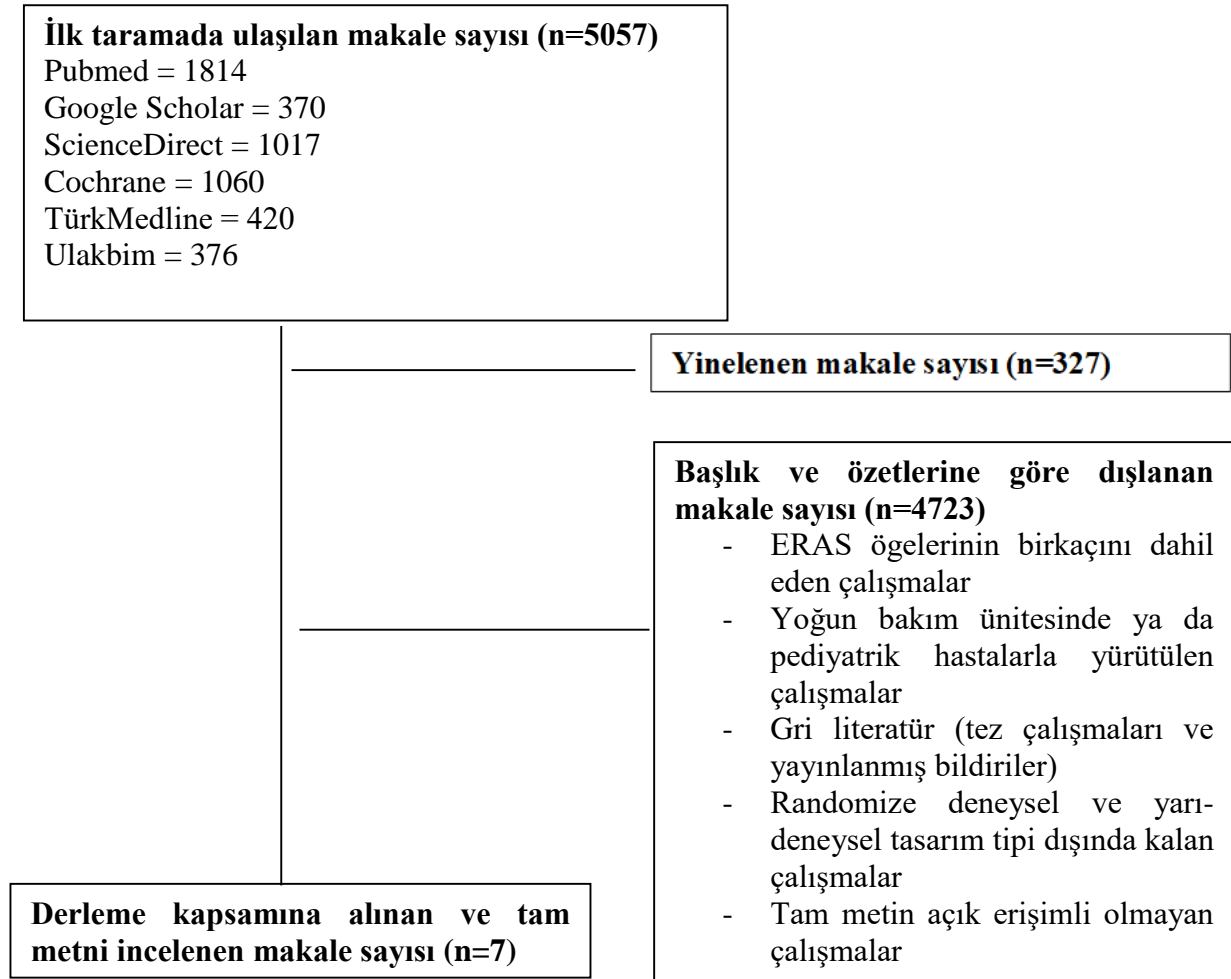 İlk taramada ulaşılan makale sayısı (n=5057)
Pubmed = 1814
Google Scholar = 370
ScienceDirect = 1017
Cochrane = 1060
TürkMedline = 420
Ulakbim = 376
Yinelenen makale sayısı (n=327)
Başlık ve özetlerine göre dışlanan
makale sayısı (n=4723)
- ERAS ögelerinin birkaçını dahil
eden çalışmalar
- Yoğun bakım ünitesinde ya da
pediyatrik hastalarla yürütülen
çalışmalar
- Gri literatür (tez çalışmaları ve
yayınlanmış bildiriler)
- Randomize deneysel ve yarı-
deneysel tasarım tipi dışında kalan
çalışmalar
- Tam metin açık erişimli olmayan
çalışmalar
Derleme kapsamına alınan ve tam
metni incelenen makale sayısı (n=7)